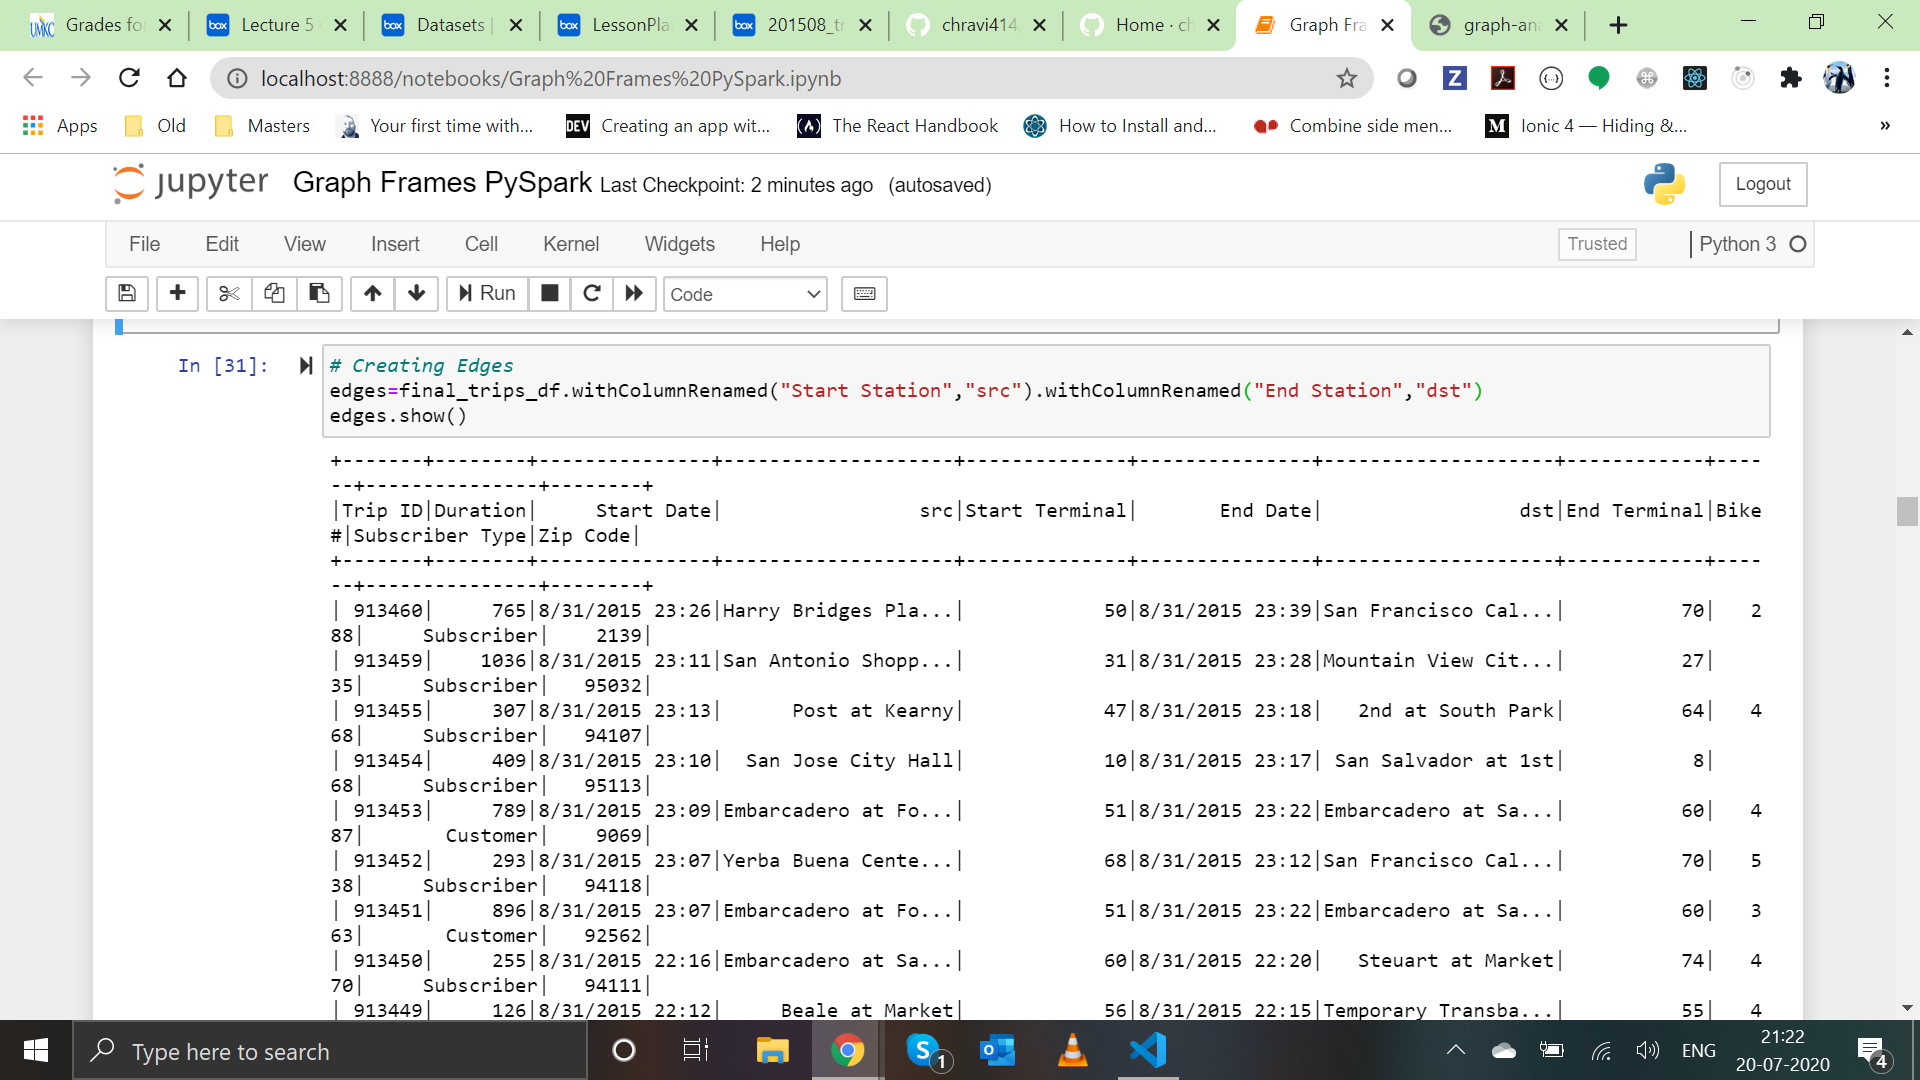 Grades fo
Lecture 5
Datasets |
LessonPla
201508_tr
chravi414
Home · ch
Graph Fra
graph-ana
localhost:8888/notebooks/Graph%20Frames%20PySpark.ipynb
Apps Old Masters Your first time with... DEV Creating an app wit... The React Handbook How to Install and... Combine side men... M Ionic 4 — Hiding &... »
jupyter Graph Frames PySpark Last Checkpoint: 2 minutes ago (autosaved) Logout
File Edit View Insert Cell Kernel Widgets Help Trusted | Python 3
Run Code
In [31]: # Creating Edges
edges=final_trips_df.withColumnRenamed("Start Station","src").withColumnRenamed("End Station","dst")
edges.show()
+-------+--------+---------------+--------------------+--------------+---------------+--------------------+------------+----
--+---------------+--------+
|Trip ID|Duration|     Start Date|                 src|Start Terminal|       End Date|                 dst|End Terminal|Bike
#|Subscriber Type|Zip Code|
+-------+--------+---------------+--------------------+--------------+---------------+--------------------+------------+----
--+---------------+--------+
| 913460|     765|8/31/2015 23:26|Harry Bridges Pla...|            50|8/31/2015 23:39|San Francisco Cal...|          70|   2
88|     Subscriber|    2139|
| 913459|    1036|8/31/2015 23:11|San Antonio Shopp...|            31|8/31/2015 23:28|Mountain View Cit...|          27|
35|     Subscriber|   95032|
| 913455|     307|8/31/2015 23:13|      Post at Kearny|            47|8/31/2015 23:18|   2nd at South Park|          64|   4
68|     Subscriber|   94107|
| 913454|     409|8/31/2015 23:10|  San Jose City Hall|            10|8/31/2015 23:17| San Salvador at 1st|           8|
68|     Subscriber|   95113|
| 913453|     789|8/31/2015 23:09|Embarcadero at Fo...|            51|8/31/2015 23:22|Embarcadero at Sa...|          60|   4
87|       Customer|    9069|
| 913452|     293|8/31/2015 23:07|Yerba Buena Cente...|            68|8/31/2015 23:12|San Francisco Cal...|          70|   5
38|     Subscriber|   94118|
| 913451|     896|8/31/2015 23:07|Embarcadero at Fo...|            51|8/31/2015 23:22|Embarcadero at Sa...|          60|   3
63|       Customer|   92562|
| 913450|     255|8/31/2015 22:16|Embarcadero at Sa...|            60|8/31/2015 22:20|   Steuart at Market|          74|   4
70|     Subscriber|   94111|
| 913449|     126|8/31/2015 22:12|     Beale at Market|            56|8/31/2015 22:15|Temporary Transba...|          55|   4
Type here to search
1
ENG
21:22
20-07-2020
4